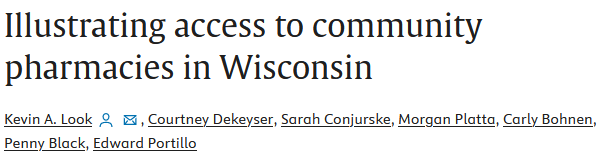 Illustrating access to community
pharmacies in Wisconsin
Kevin A. Look , Courtney Dekeyser, Sarah Conjurske, Morgan Platta, Carly Bohnen,
Penny Black, Edward Portillo